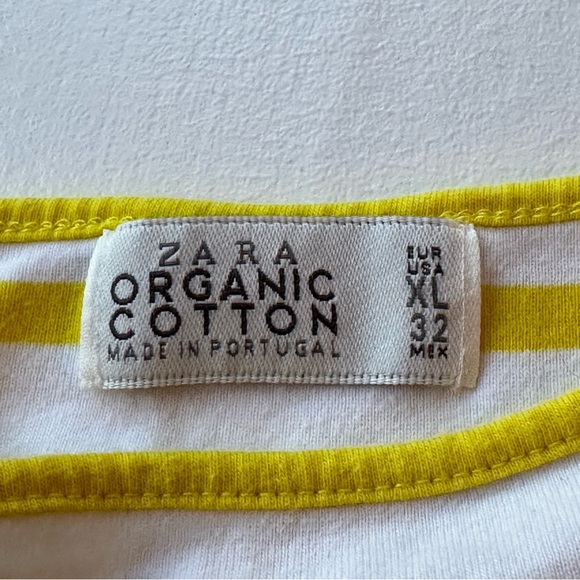 ZARA
ORGANIC
COTTON
MADE IN PORTUGAL
EUR
USA
XL
32
MEX